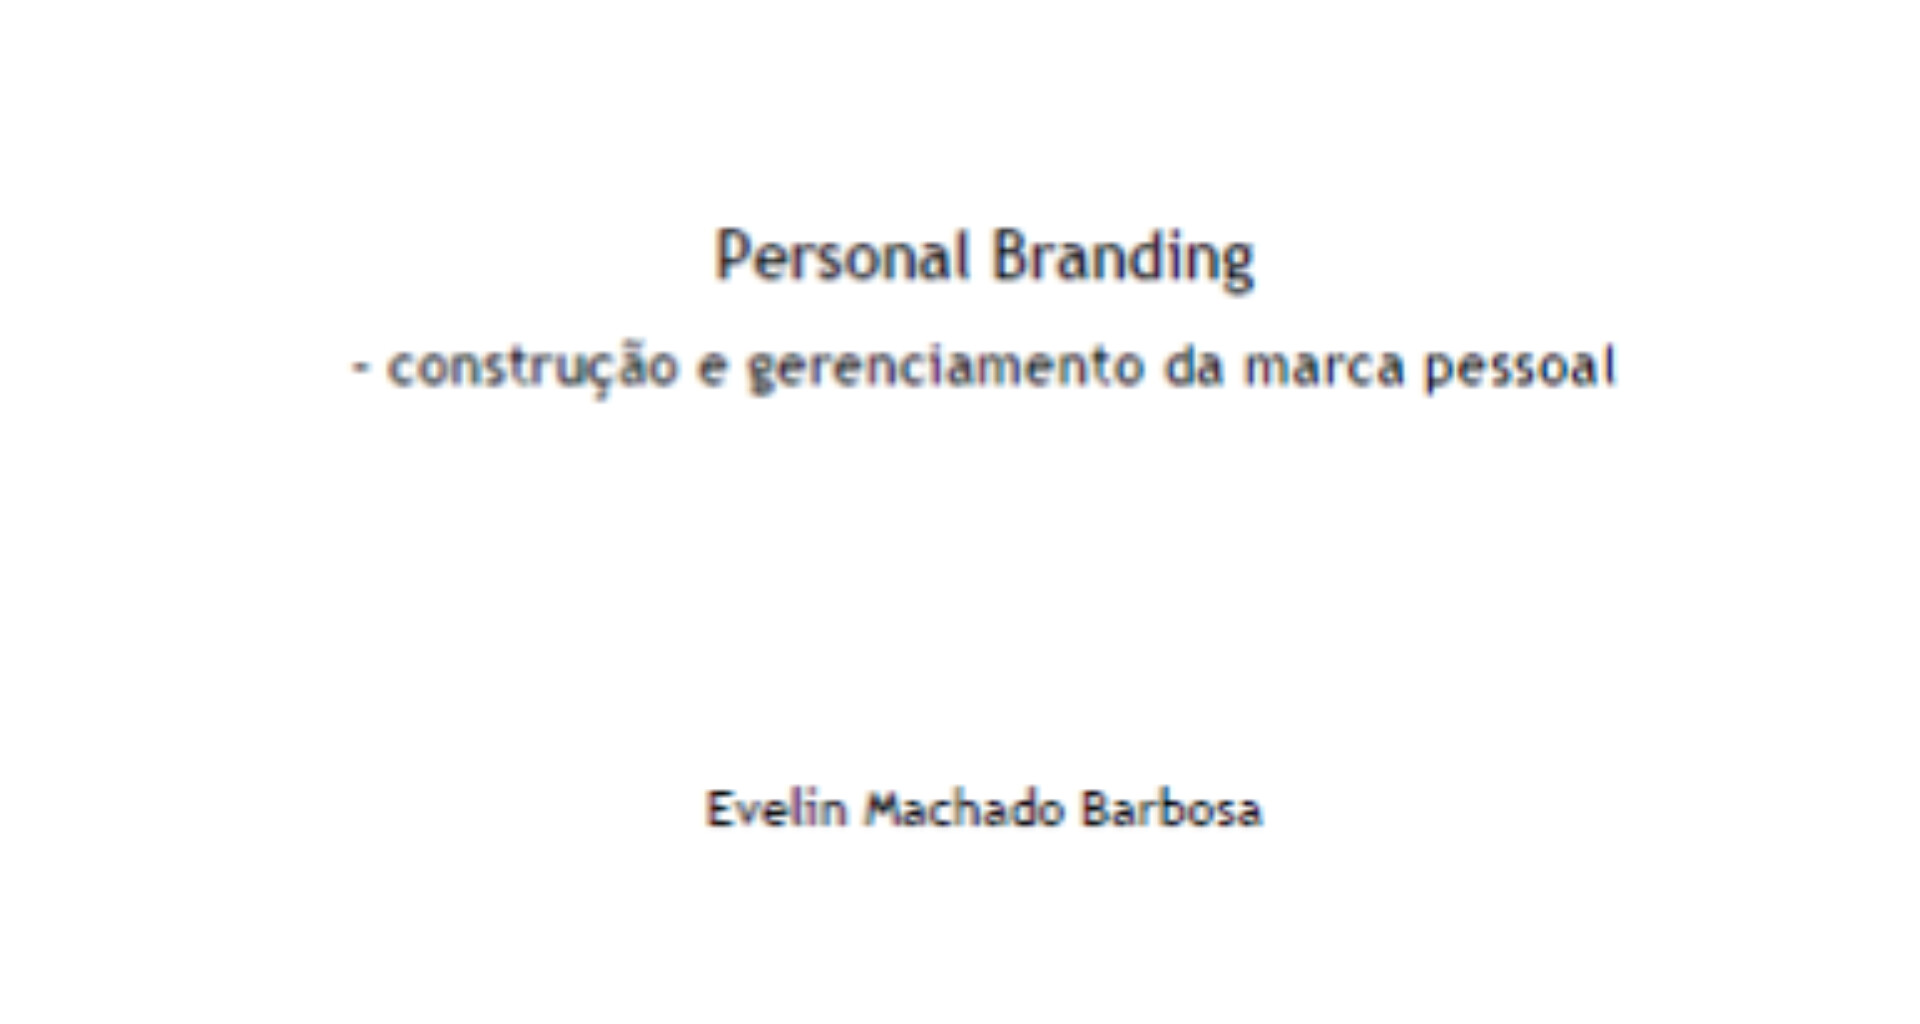 Personal Branding
- construção e gerenciamento da marca pessoal
Evelin Machado Barbosa